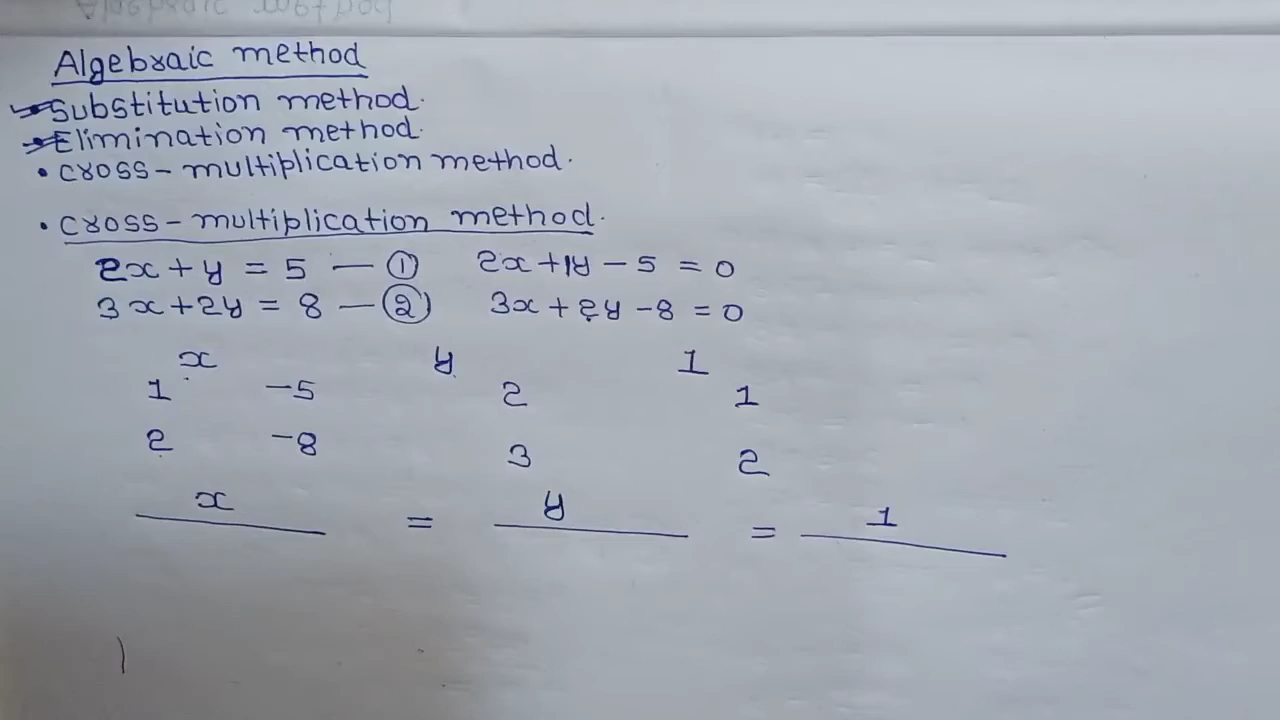 Algebraic method
Substitution method.
Elimination method.
• cross - multiplication method.
• cross - multiplication method.
2x + y = 5 — ① 2x + 1y - 5 = 0
3x + 2y = 8 — ② 3x + 2y - 8 = 0
x y 1
1 -5 2 1
2 -8 3 2
x = y = 1